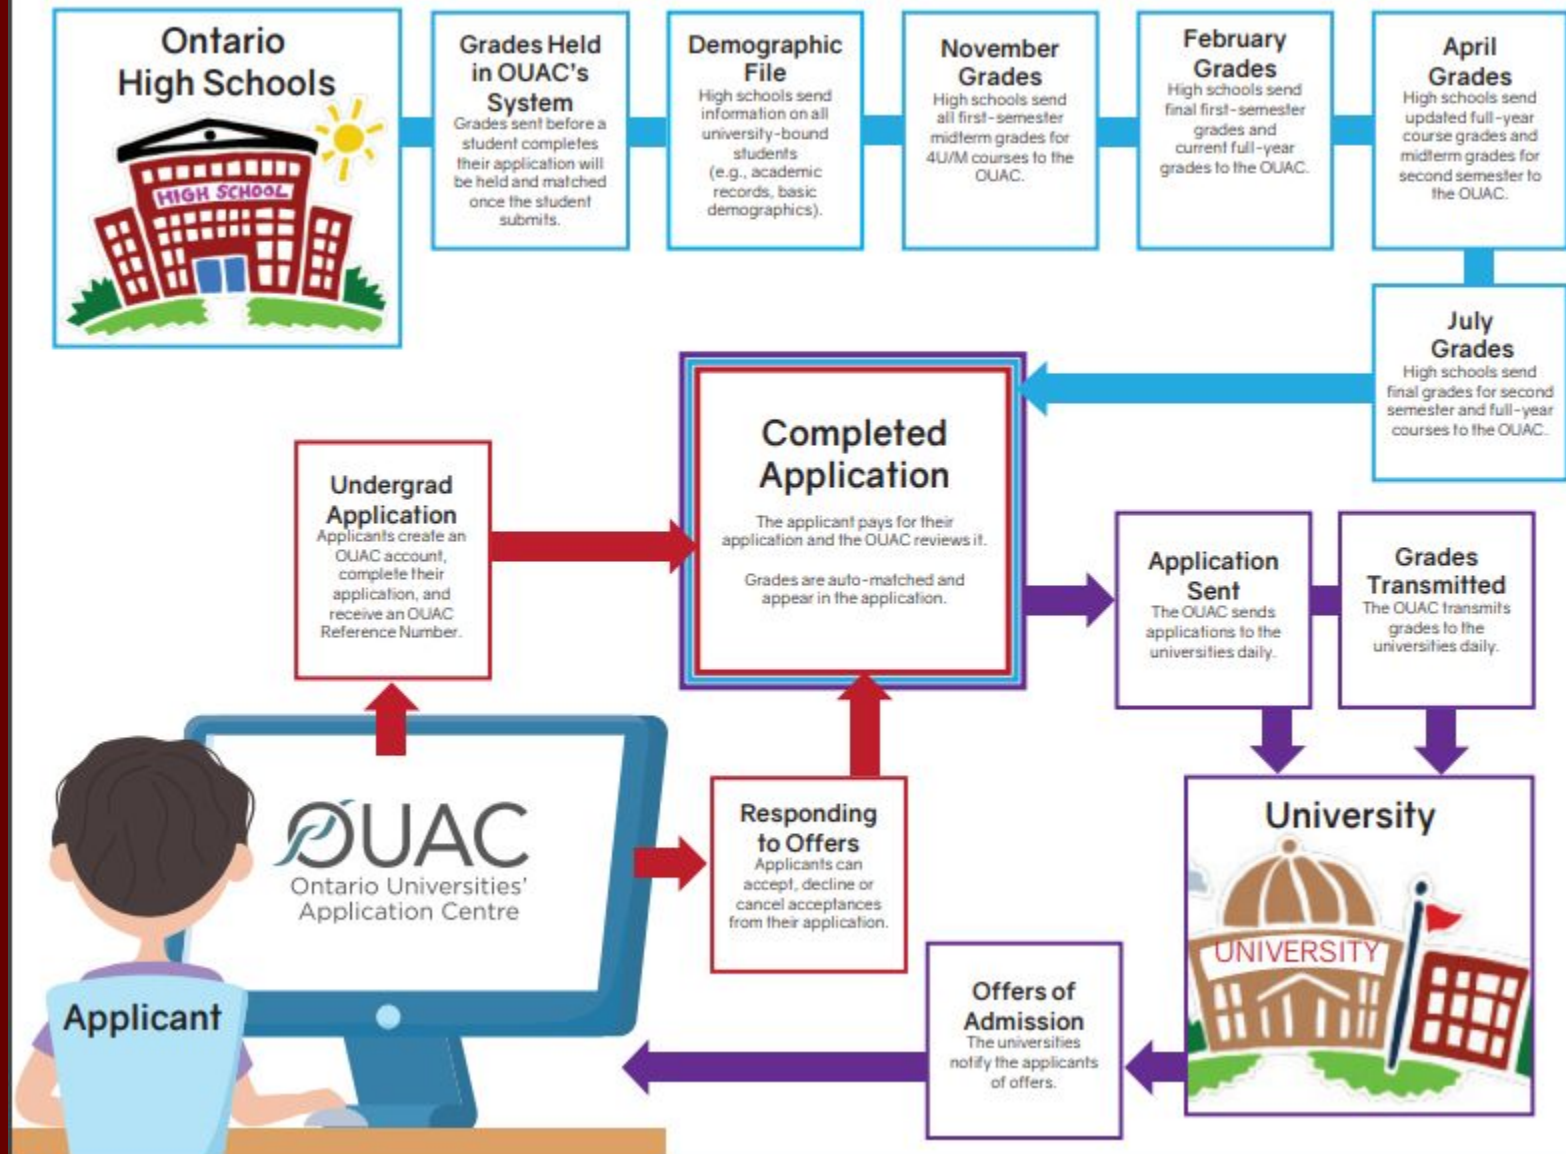 Ontario
High Schools
HIGH SCHOOL
Grades Held
in OUAC's
System
Grades sent before a
student completes
their application will
be held and matched
once the student
submits.
Demographic
File
High schools send
information on all
university-bound
students
(e.g., academic
records, basic
demographics).
November
Grades
High schools send
all first-semester
midterm grades for
4U/M courses to the
OUAC.
February
Grades
High schools send
final first-semester
grades and
current full-year
grades to the OUAC.
April
Grades
High schools send
updated full-year
course grades and
midterm grades for
second semester to
the OUAC.
July
Grades
High schools send
final grades for second
semester and full-year
courses to the OUAC.
Completed
Application
The applicant pays for their
application and the OUAC reviews it.
Grades are auto-matched and
appear in the application.
Undergrad
Application
Applicants create an
OUAC account,
complete their
application, and
receive an OUAC
Reference Number.
Application
Sent
The OUAC sends
applications to the
universities daily.
Grades
Transmitted
The OUAC transmits
grades to the
universities daily.
OUAC
Ontario Universities'
Application Centre
Applicant
Responding
to Offers
Applicants can
accept, decline or
cancel acceptances
from their application.
University
UNIVERSITY
Offers of
Admission
The universities
notify the applicants
of offers.